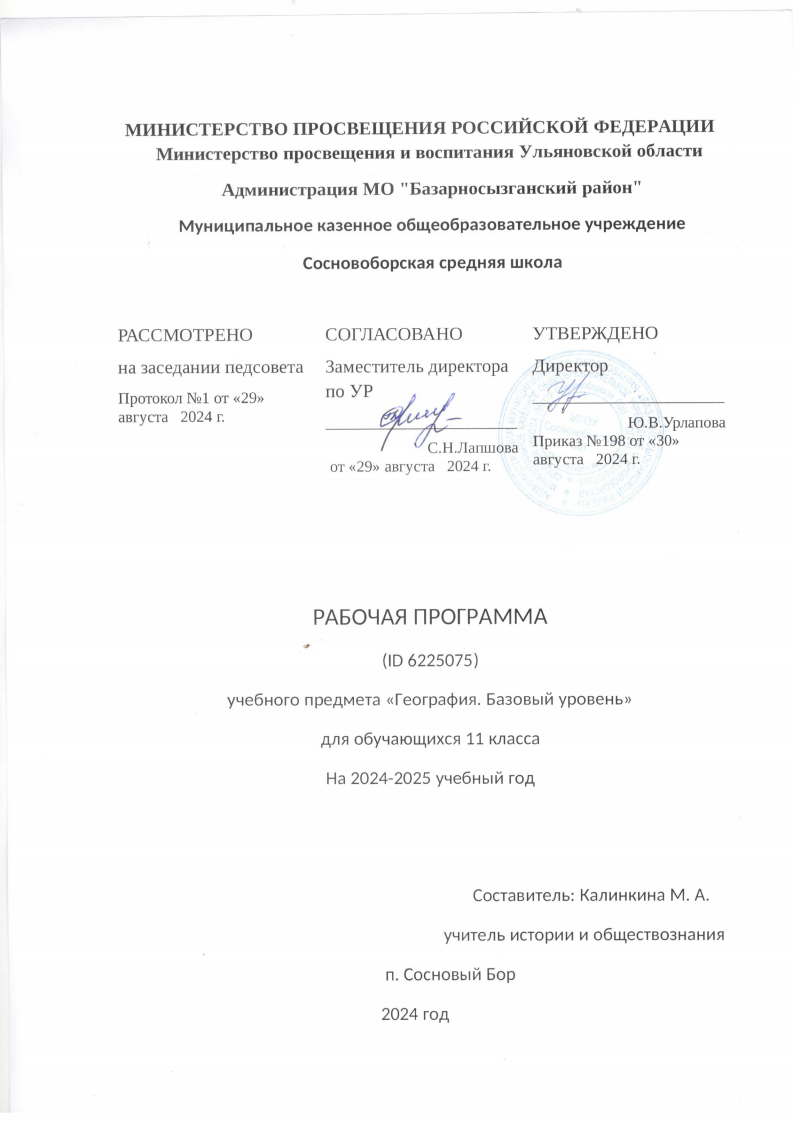 МИНИСТЕРСТВО ПРОСВЕЩЕНИЯ РОССИЙСКОЙ ФЕДЕРАЦИИ
Министерство просвещения и воспитания Ульяновской области
Администрация МО "Базарносызганский район"
Муниципальное казенное общеобразовательное учреждение
Сосновоборская средняя школа
РАССМОТРЕНО
на заседании педсовета
Протокол №1 от «29»
августа 2024 г.
СОГЛАСОВАНО
Заместитель директора
по УР
С.Н.Лапшова
от «29» августа 2024 г.
УТВЕРЖДЕНО
Директор
Ю.В.Урлапова
Приказ №198 от «30»
августа 2024 г.
РАБОЧАЯ ПРОГРАММА
(ID 6225075)
учебного предмета «География. Базовый уровень»
для обучающихся 11 класса
На 2024-2025 учебный год
Составитель: Калинкина М. А.
учитель истории и обществознания
п. Сосновый Бор
2024 год